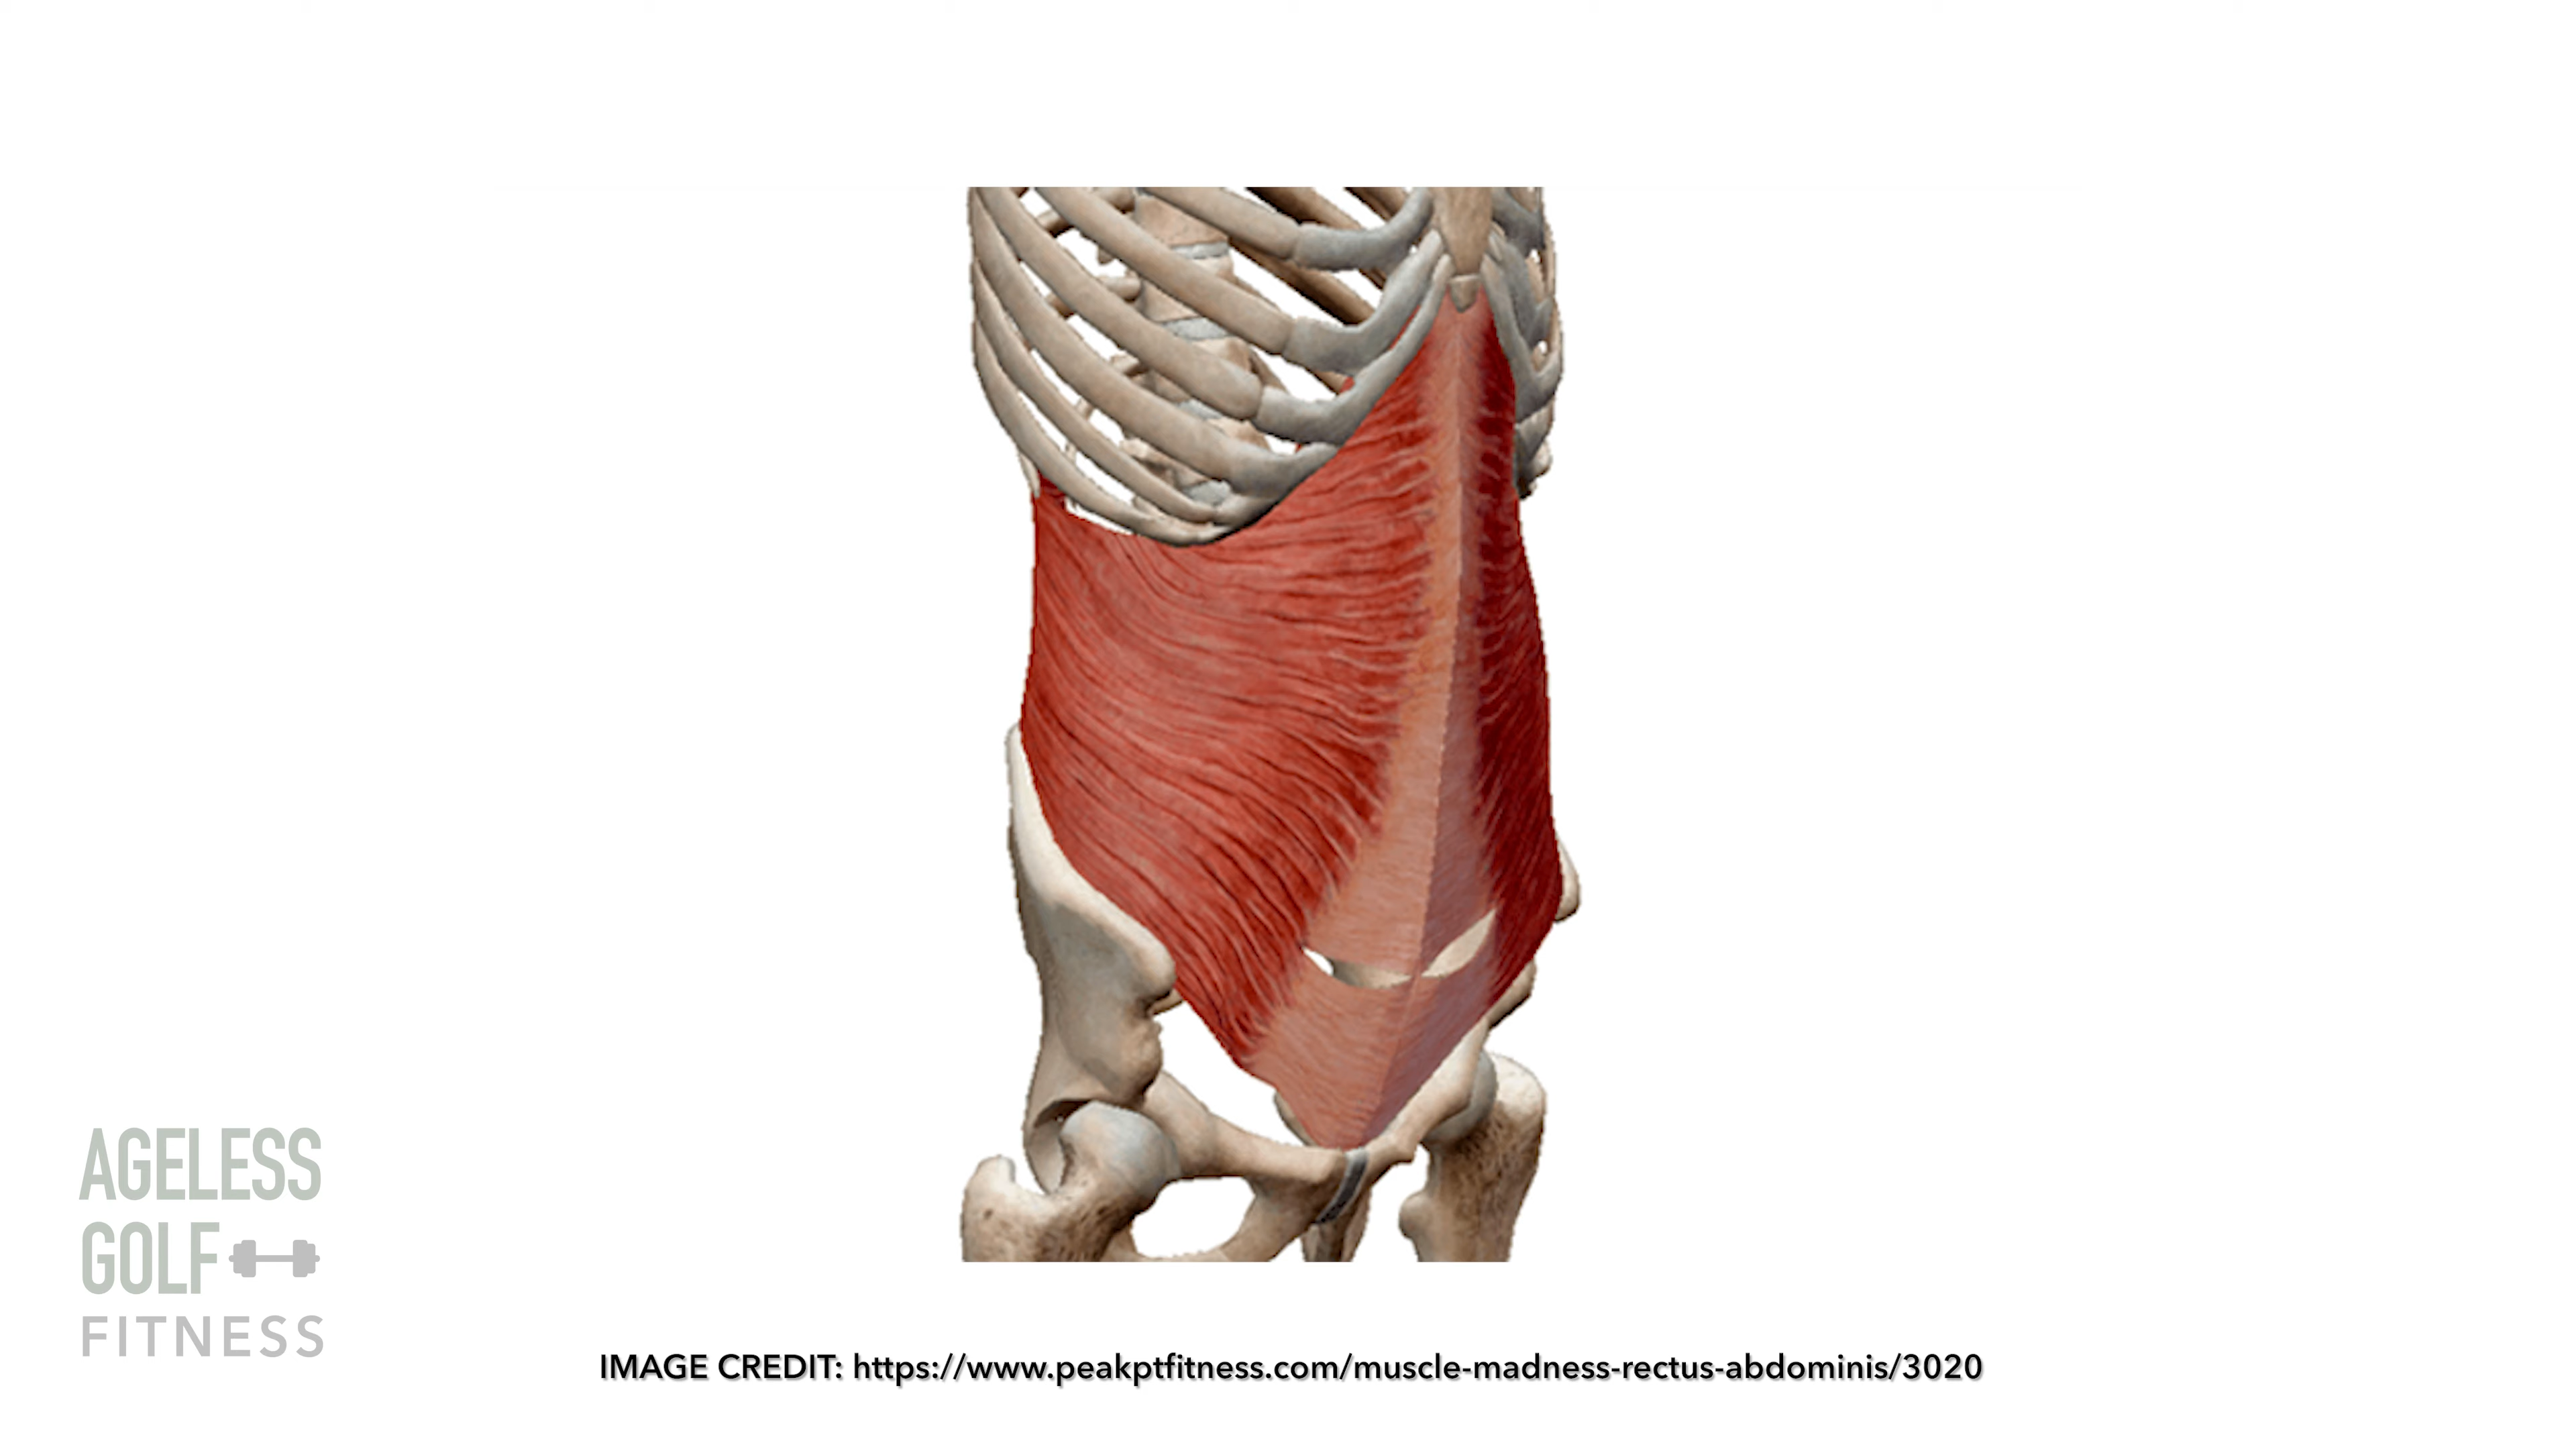 AGELESS
GOLF
FITNESS
IMAGE CREDIT: https://www.peakptfitness.com/muscle-madness-rectus-abdominis/3020